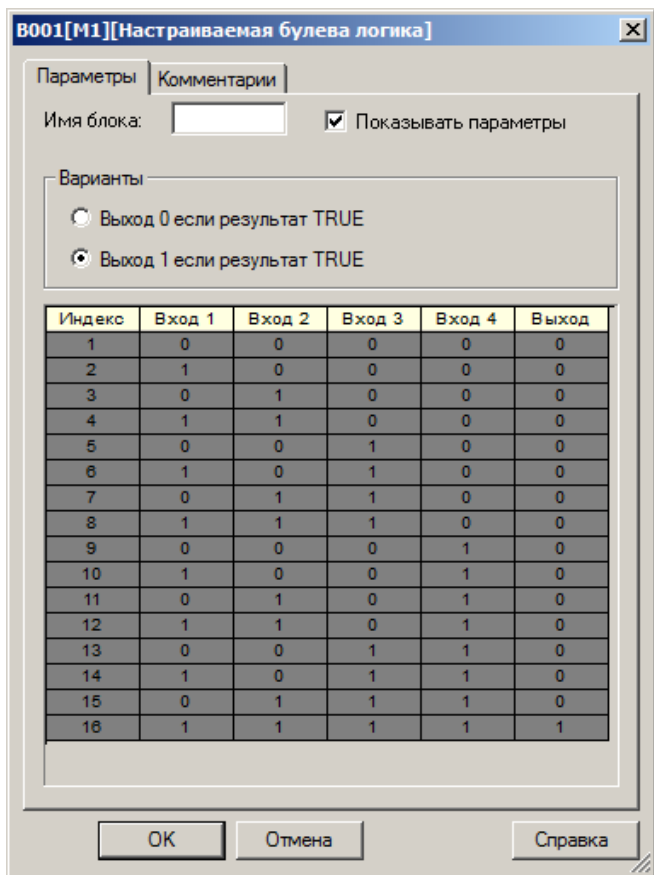 B001[M1][Настраиваемая булева логика]
Параметры Комментарии
Имя блока: Показывать параметры
Варианты
Выход 0 если результат TRUE
Выход 1 если результат TRUE
Индекс Вход 1 Вход 2 Вход 3 Вход 4 Выход
1 0 0 0 0 0
2 1 0 0 0 0
3 0 1 0 0 0
4 1 1 0 0 0
5 0 0 1 0 0
6 1 0 1 0 0
7 0 1 1 0 0
8 1 1 1 0 0
9 0 0 0 1 0
10 1 0 0 1 0
11 0 1 0 1 0
12 1 1 0 1 0
13 0 0 1 1 0
14 1 0 1 1 0
15 0 1 1 1 0
16 1 1 1 1 1
OK Отмена Справка